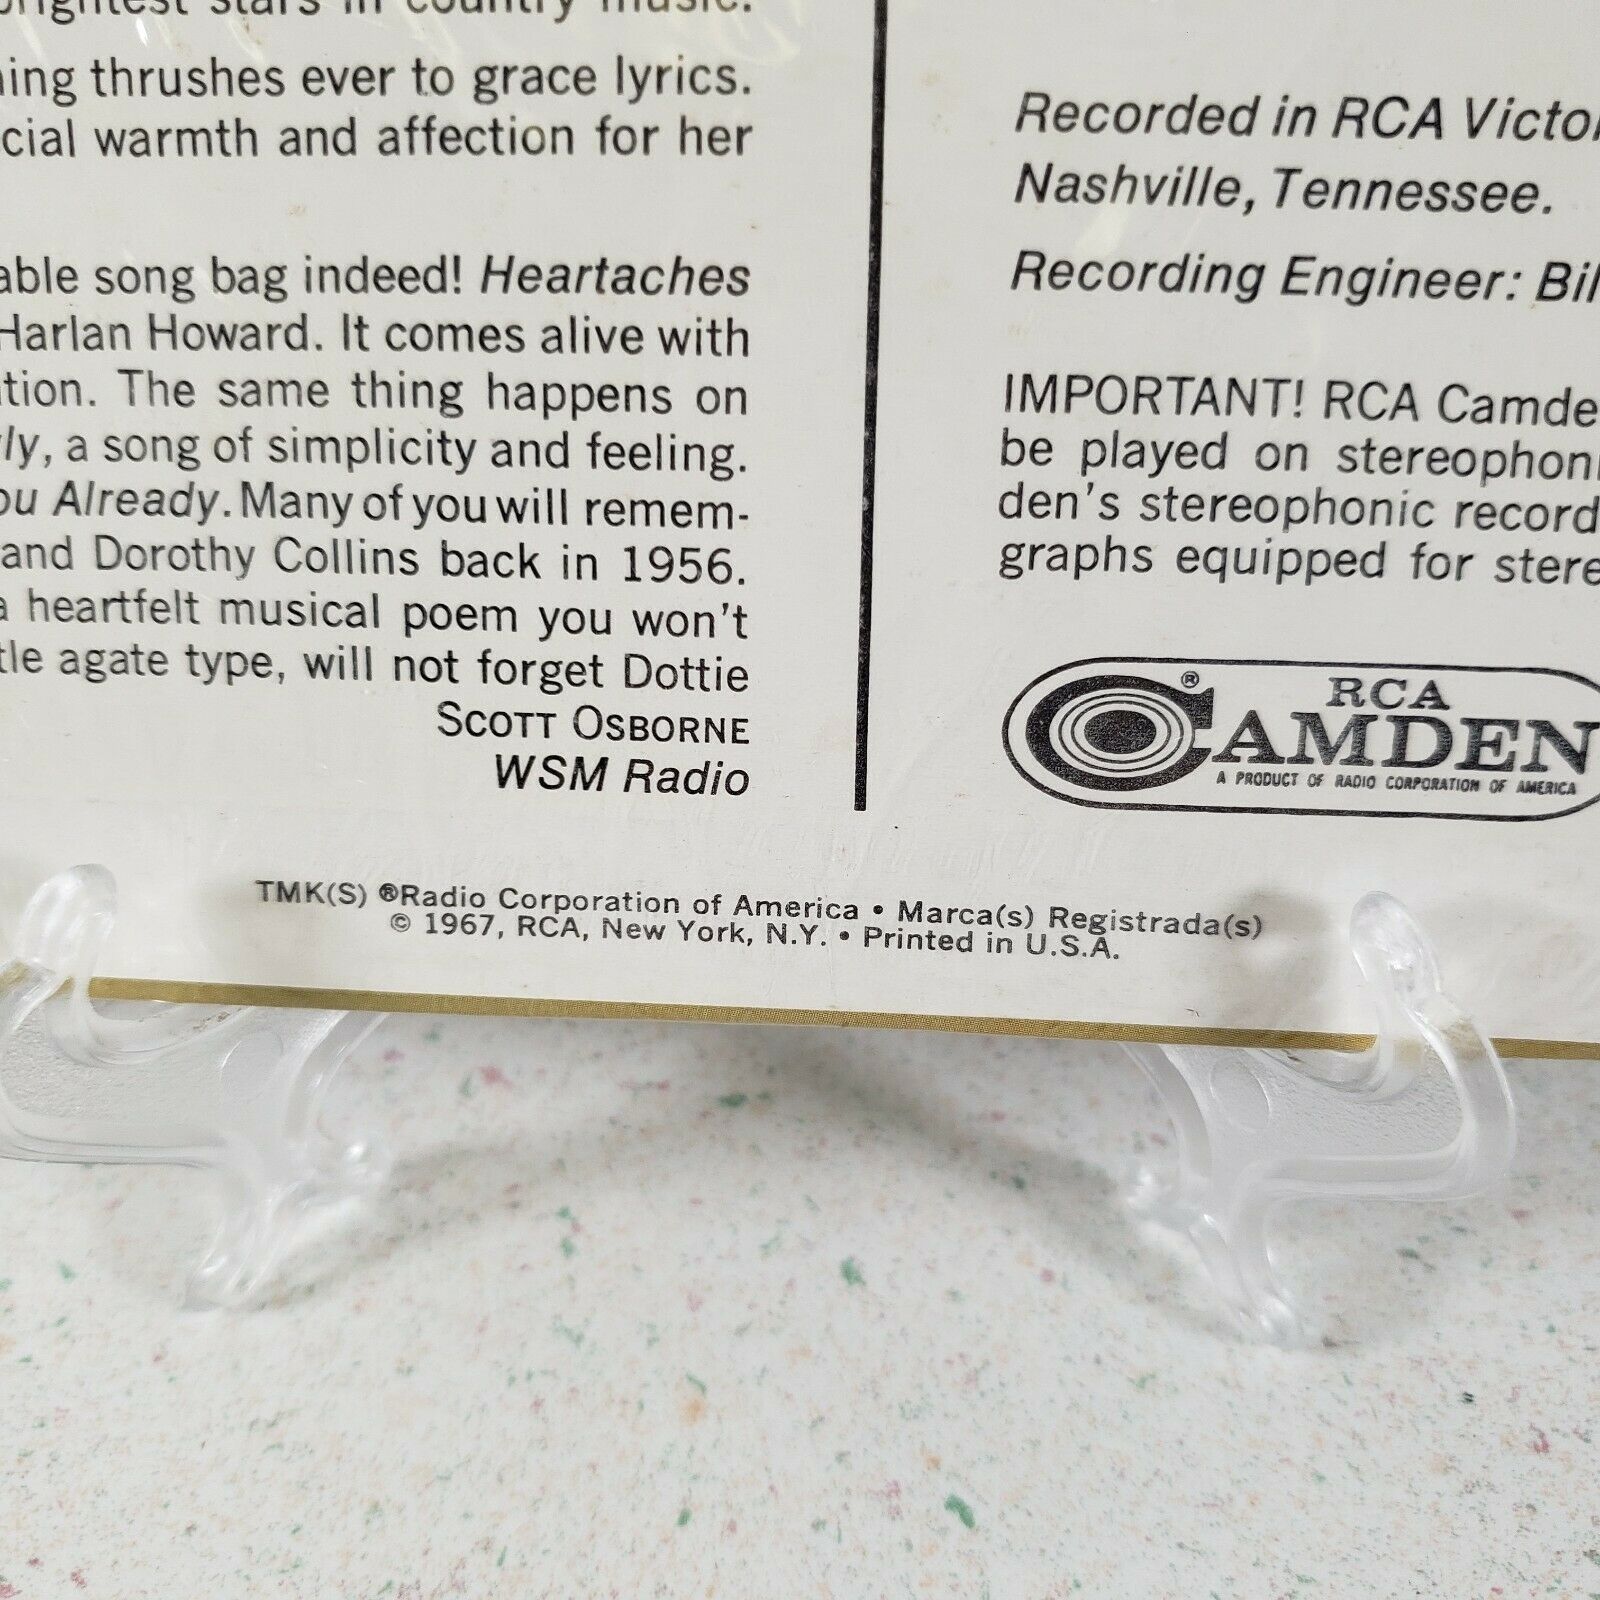 brightest stars in country music.
ning thrushes ever to grace lyrics.
cial warmth and affection for her
able song bag indeed! Heartaches
Harlan Howard. It comes alive with
tion. The same thing happens on
ly, a song of simplicity and feeling.
ou Already. Many of you will remem-
and Dorothy Collins back in 1956.
a heartfelt musical poem you won't
tle agate type, will not forget Dottie
SCOTT OSBORNE
WSM Radio
Recorded in RCA Victor
Nashville, Tennessee.
Recording Engineer: Bil
IMPORTANT! RCA Camde
be played on stereophoni
den's stereophonic record
graphs equipped for stere
RCA
CAMDEN ®
A PRODUCT OF RADIO CORPORATION OF AMERICA
TMK(S) ®Radio Corporation of America • Marca(s) Registrada(s)
© 1967, RCA, New York, N.Y. • Printed in U.S.A.